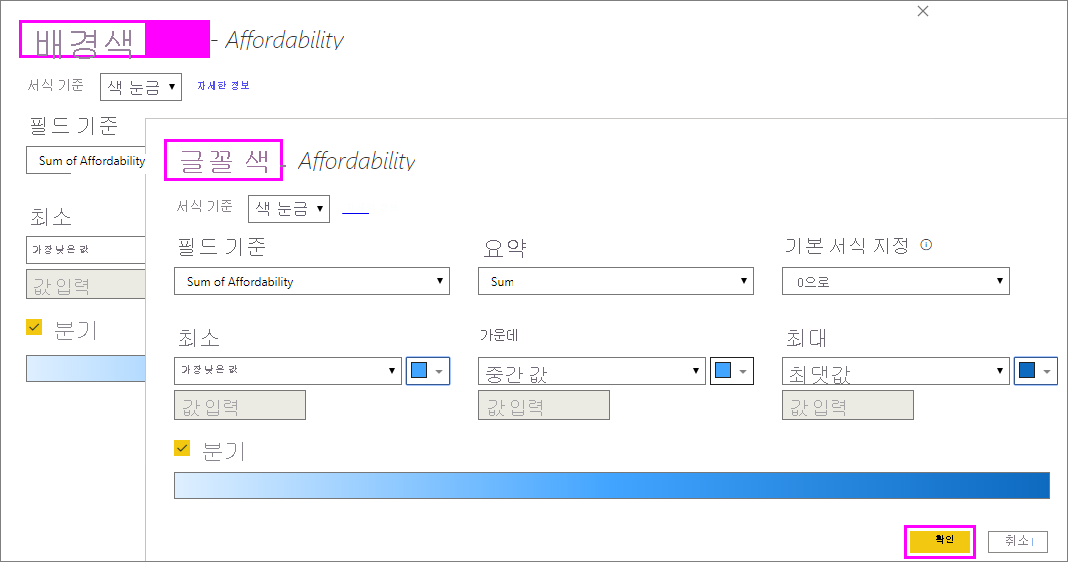 배경색 - Affordability
서식 기준 색 눈금 자세한 정보
필드 기준
Sum of Affordability
최소
가장 낮은 값
값 입력
분기
글꼴 색 - Affordability
서식 기준 색 눈금
필드 기준 요약 기본 서식 지정
Sum of Affordability Sum 0으로
최소 가운데 최대
가장 낮은 값 중간 값 최댓값
값 입력 값 입력 값 입력
분기
확인 취소